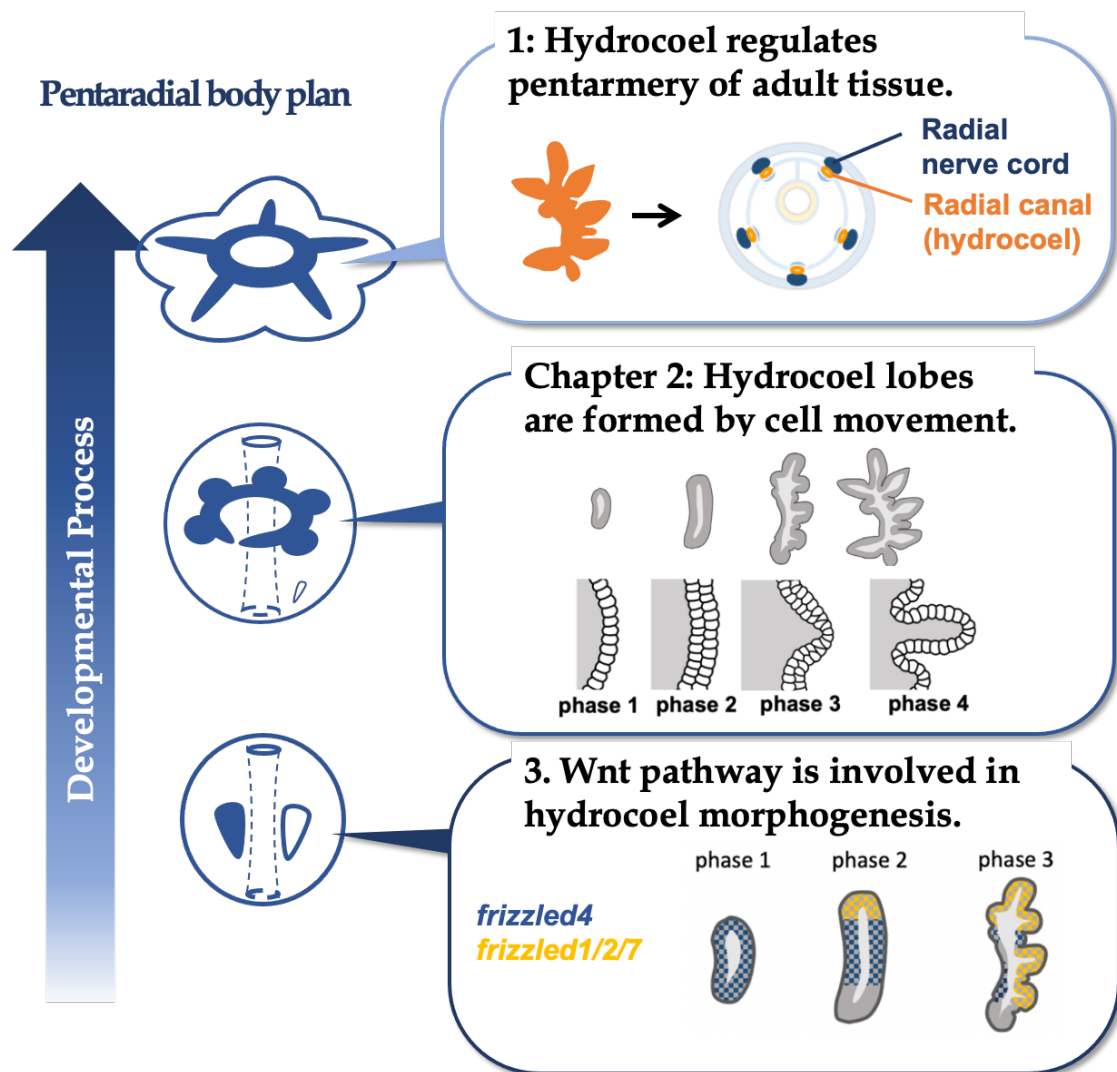 Pentaradial body plan
Developmental Process
1: Hydrocoel regulates
pentarmery of adult tissue.
Radial
nerve cord
Radial canal
(hydrocoel)
Chapter 2: Hydrocoel lobes
are formed by cell movement.
phase 1
phase 2
phase 3
phase 4
3. Wnt pathway is involved in
hydrocoel morphogenesis.
phase 1
phase 2
phase 3
frizzled4
frizzled1/2/7